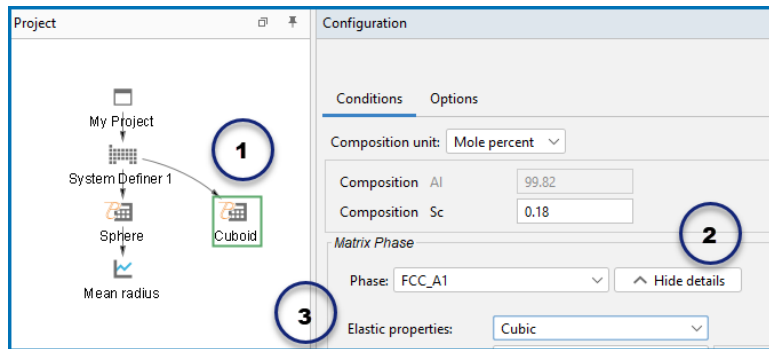 Project
My Project
1
System Definer 1
Sphere
Cuboid
Mean radius
Configuration
Conditions Options
Composition unit: Mole percent
Composition Al 99.82
Composition Sc 0.18
2
Matrix Phase
Phase: FCC_A1 Hide details
3
Elastic properties: Cubic